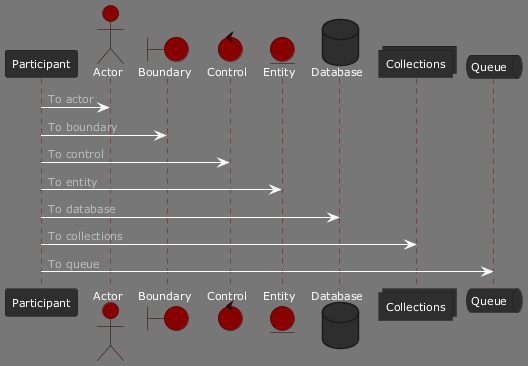 Participant
Actor
Boundary
Control
Entity
Database
Collections
Queue
To actor
To boundary
To control
To entity
To database
To collections
To queue
Participant
Actor
Boundary
Control
Entity
Database
Collections
Queue